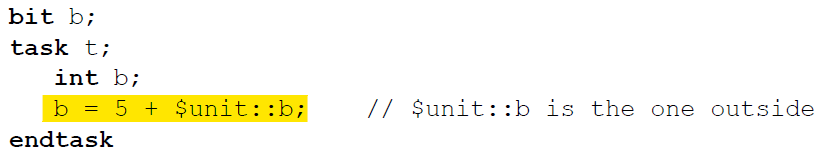 bit b;
task t;
int b;
b = 5 + $unit::b; // $unit::b is the one outside
endtask